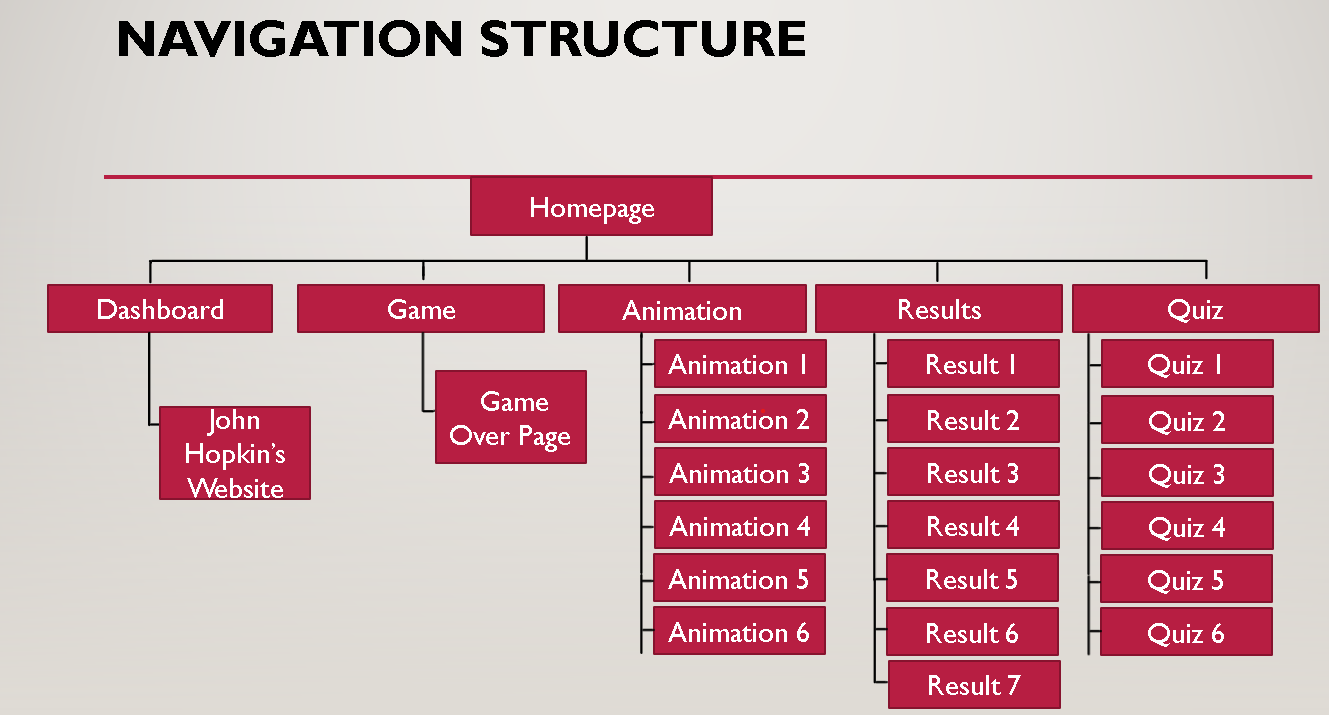 NAVIGATION STRUCTURE
Homepage
Dashboard
Game
Animation
Results
Quiz
John
Hopkin’s
Website
Game
Over Page
Animation 1
Animation 2
Animation 3
Animation 4
Animation 5
Animation 6
Result 1
Result 2
Result 3
Result 4
Result 5
Result 6
Result 7
Quiz 1
Quiz 2
Quiz 3
Quiz 4
Quiz 5
Quiz 6